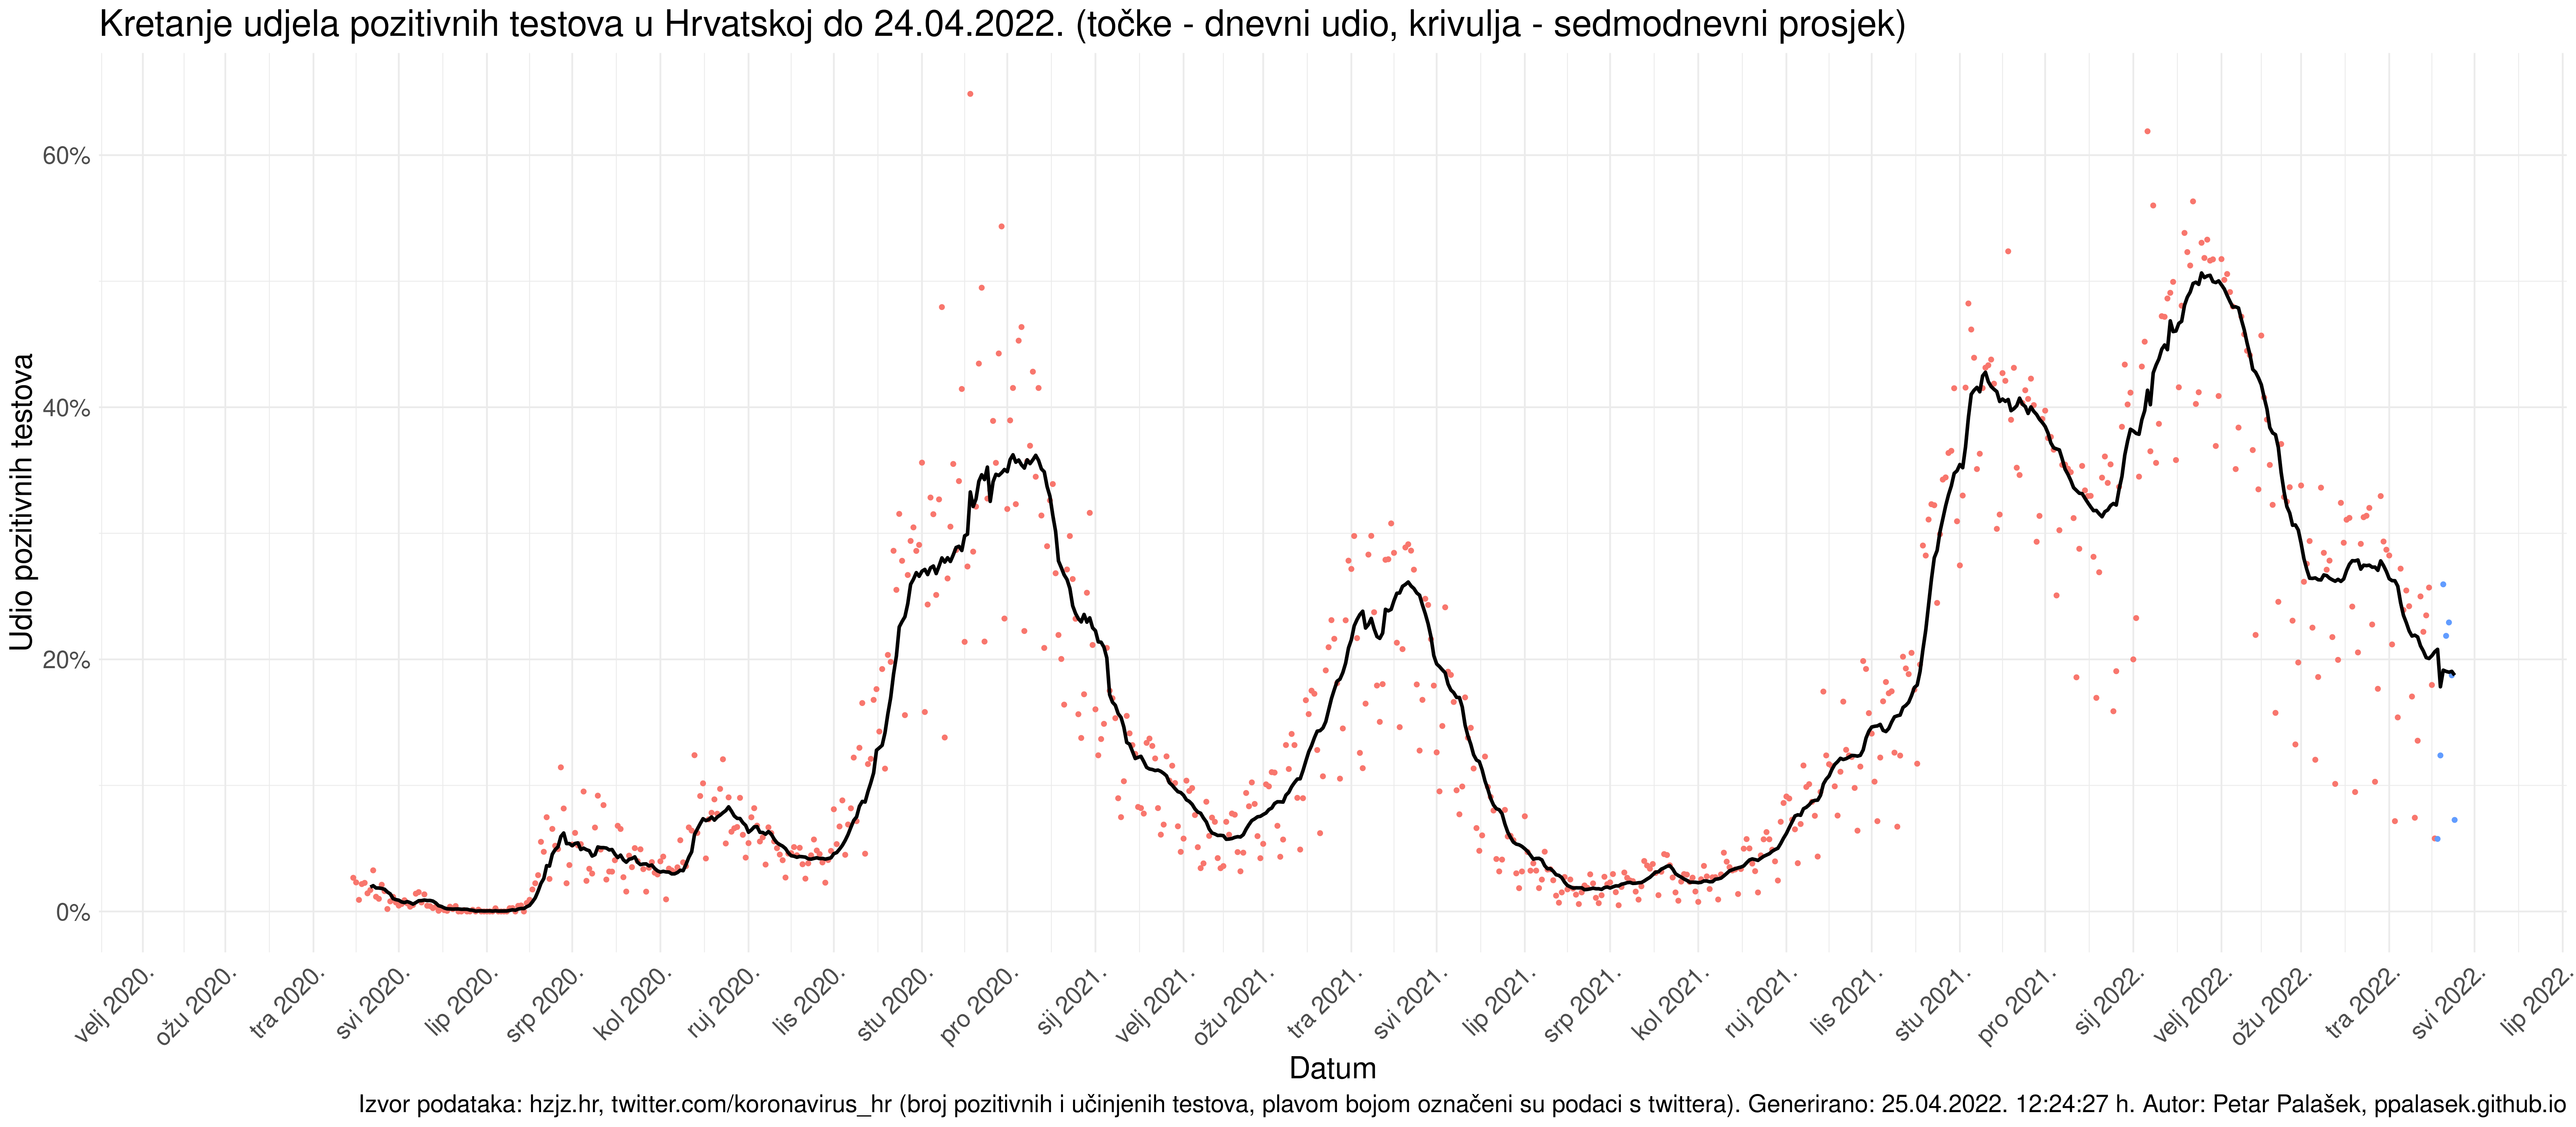 Kretanje udjela pozitivnih testova u Hrvatskoj do 24.04.2022. (točke - dnevni udio, krivulja - sedmodnevni prosjek)
Udio pozitivnih testova
60%
40%
20%
0%
velj 2020.
ožu 2020.
tra 2020.
svi 2020.
lip 2020.
srp 2020.
kol 2020.
ruj 2020.
lis 2020.
stu 2020.
pro 2020.
sij 2021.
velj 2021.
ožu 2021.
tra 2021.
svi 2021.
lip 2021.
srp 2021.
kol 2021.
ruj 2021.
lis 2021.
stu 2021.
pro 2021.
sij 2022.
velj 2022.
ožu 2022.
tra 2022.
svi 2022.
lip 2022.
Datum
Izvor podataka: hzjz.hr, twitter.com/koronavirus_hr (broj pozitivnih i učinjenih testova, plavom bojom označeni su podaci s twittera). Generirano: 25.04.2022. 12:24:27 h. Autor: Petar Palašek, ppalasek.github.io